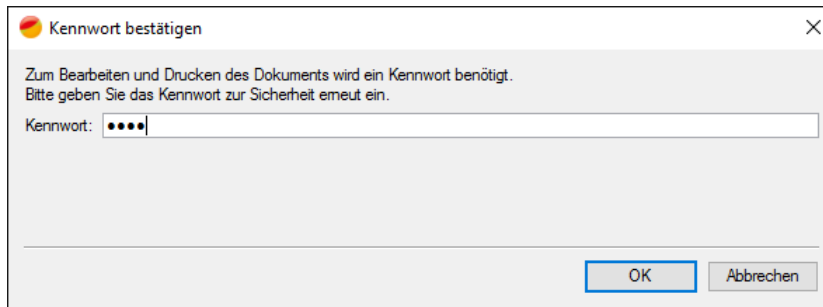 Kennwort bestätigen
Zum Bearbeiten und Drucken des Dokuments wird ein Kennwort benötigt.
Bitte geben Sie das Kennwort zur Sicherheit erneut ein.
Kennwort: ●●●●
OK Abbrechen